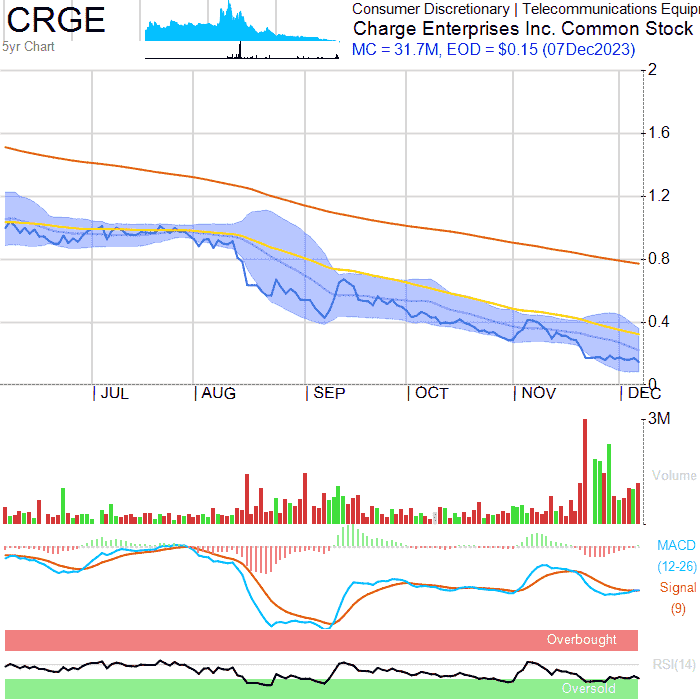 CRGE
5yr Chart
Consumer Discretionary | Telecommunications Equip
Charge Enterprises Inc. Common Stock
MC = 31.7M, EOD = $0.15 (07Dec2023)
2
1.6
1.2
0.8
0.4
0
JUL AUG SEP OCT NOV DEC
3M
Volume
MACD
(12-26)
Signal
(9)
Overbought
RSI(14)
Oversold